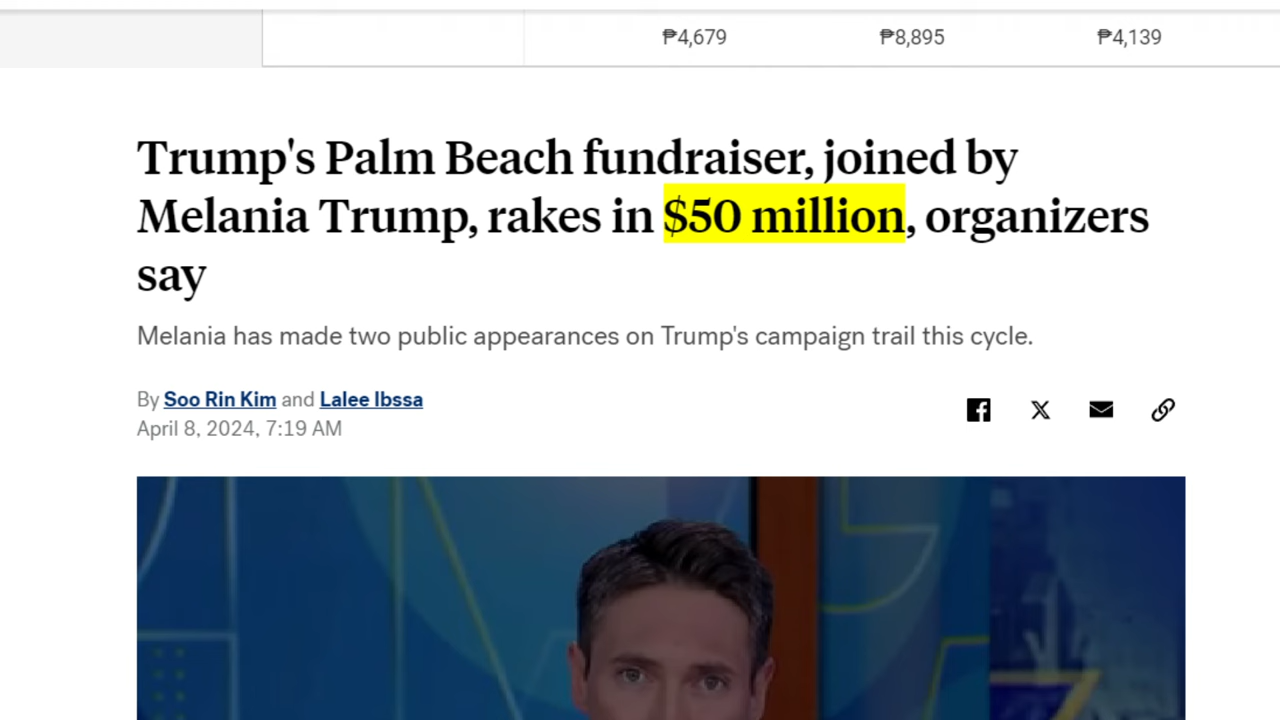 ₱4,679 ₱8,895 ₱4,139
Trump's Palm Beach fundraiser, joined by
Melania Trump, rakes in $50 million, organizers
say
Melania has made two public appearances on Trump's campaign trail this cycle.
By Soo Rin Kim and Lalee Ibssa
April 8, 2024, 7:19 AM